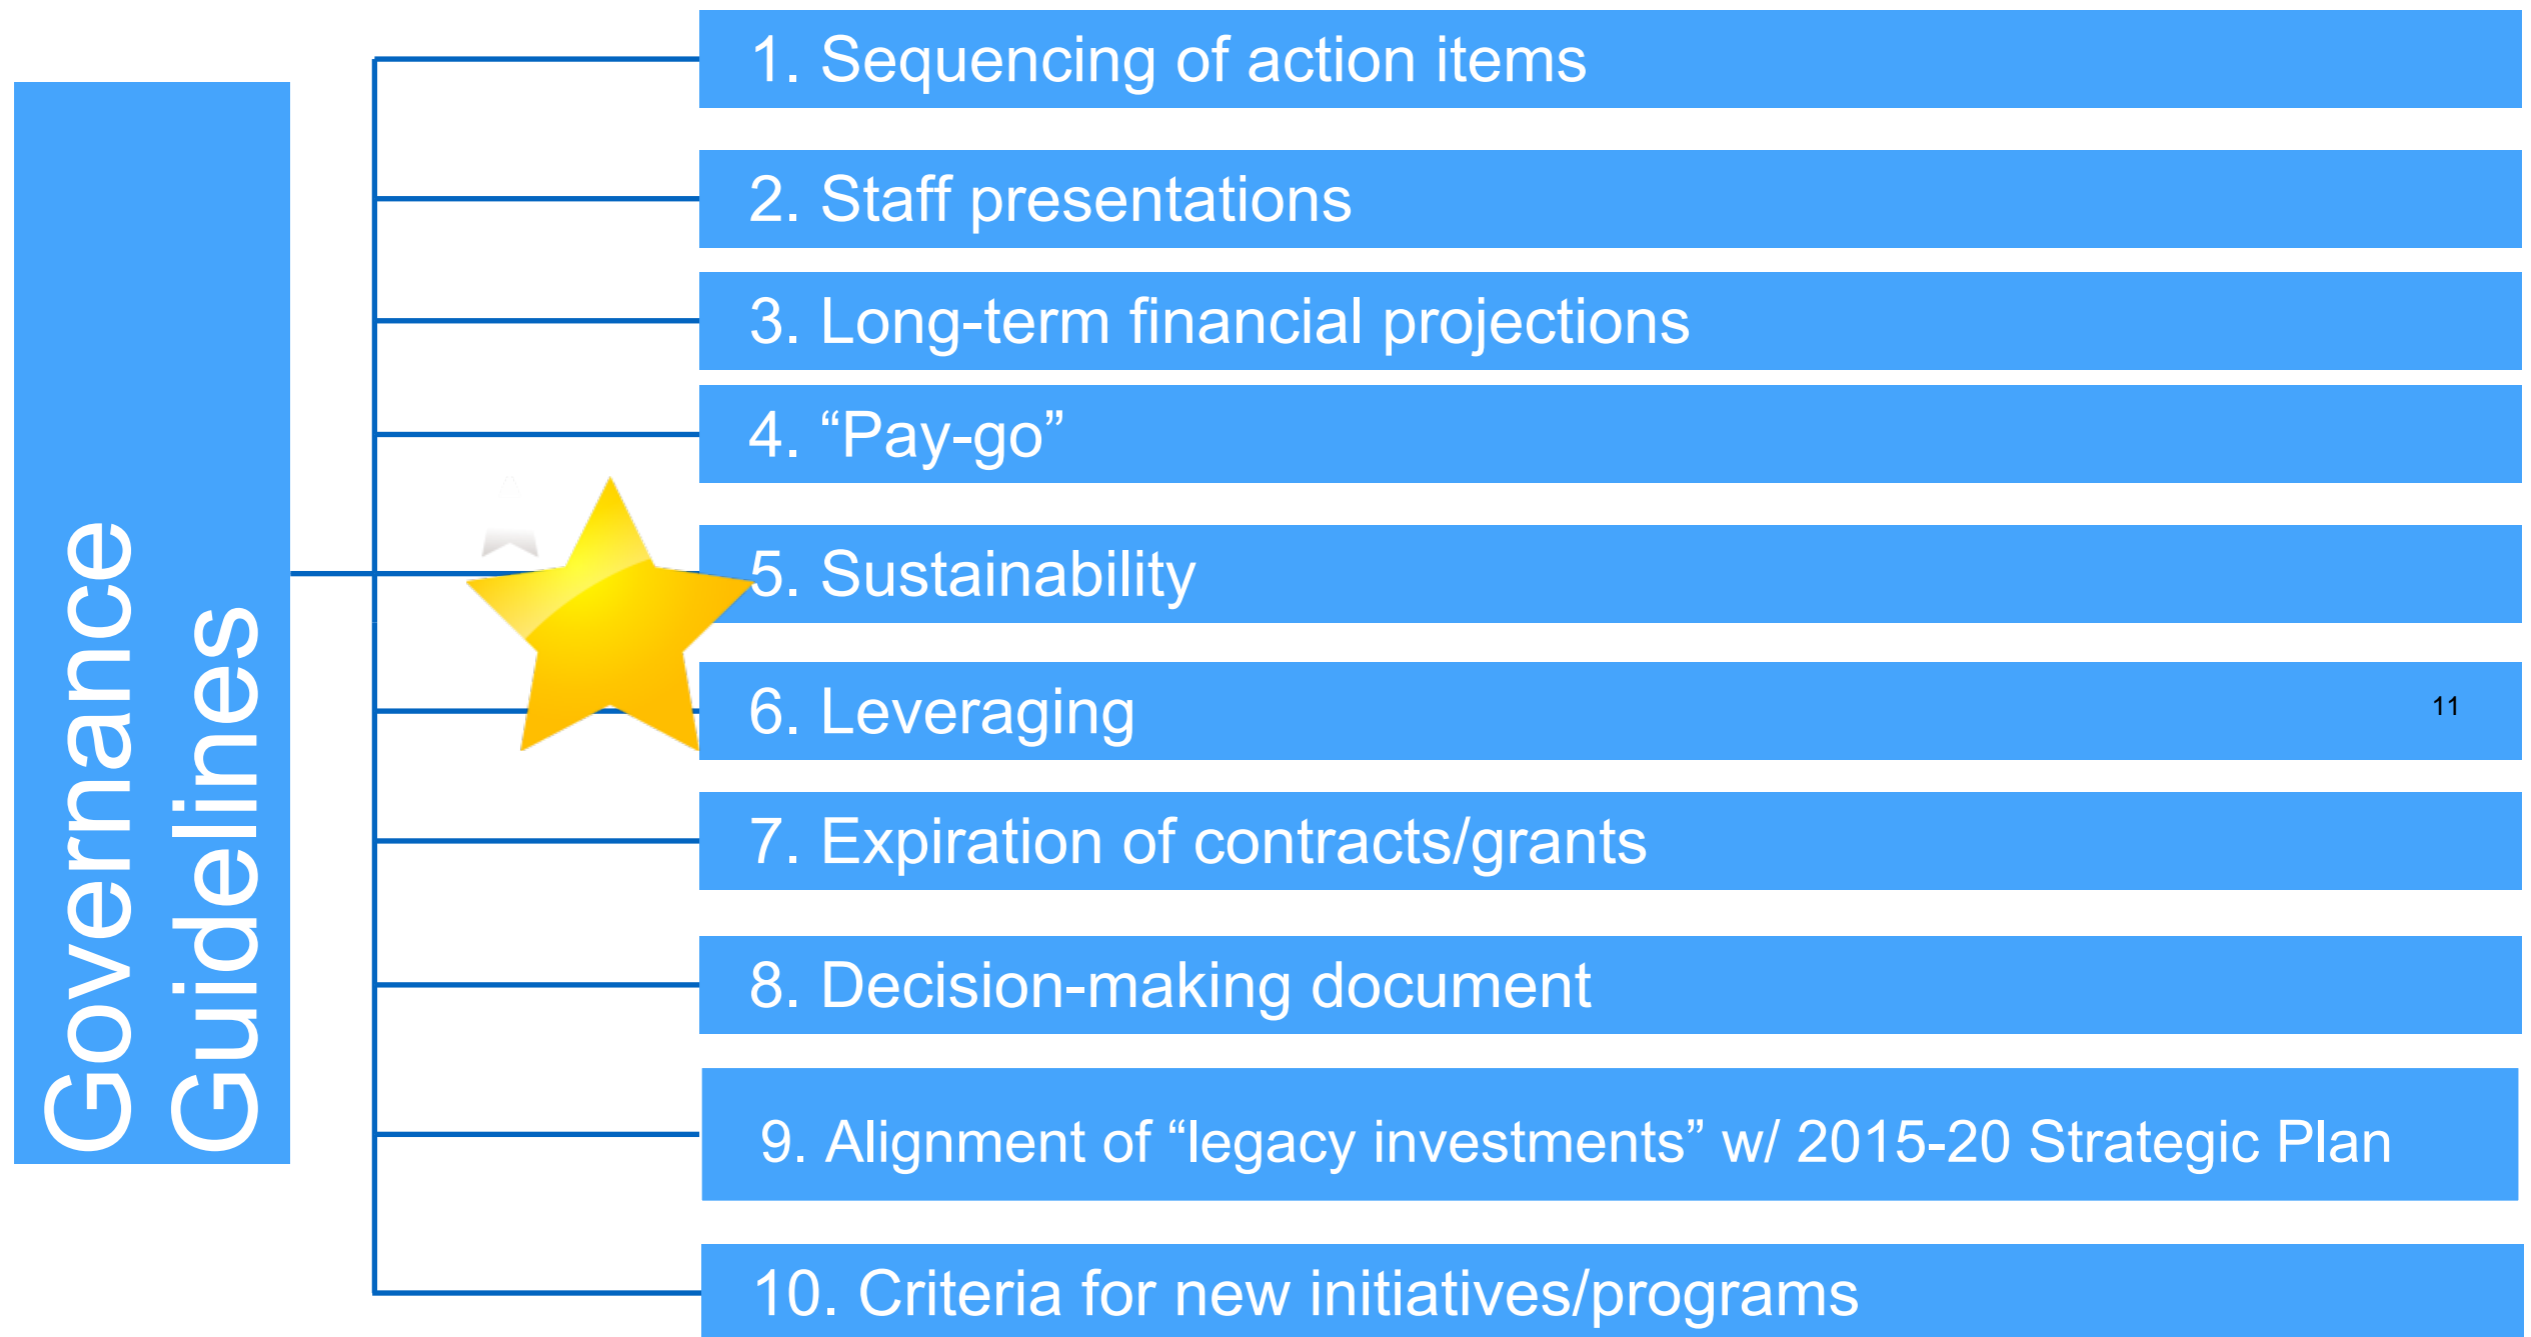 Governance
Guidelines
1. Sequencing of action items
2. Staff presentations
3. Long-term financial projections
4. “Pay-go”
5. Sustainability
6. Leveraging
11
7. Expiration of contracts/grants
8. Decision-making document
9. Alignment of “legacy investments” w/ 2015-20 Strategic Plan
10. Criteria for new initiatives/programs